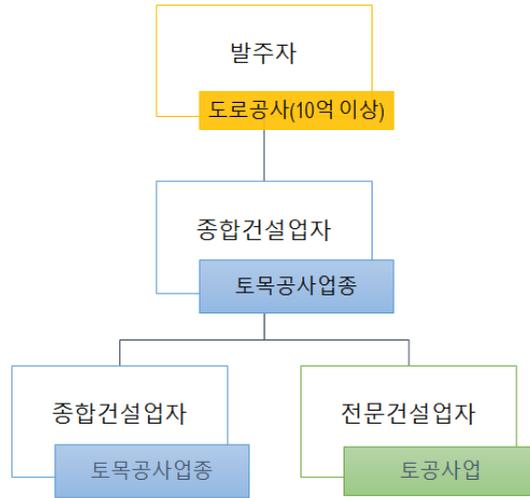 발주자
도로공사(10억 이상)
종합건설업자
토목공사업종
종합건설업자
토목공사업종
전문건설업자
토공사업